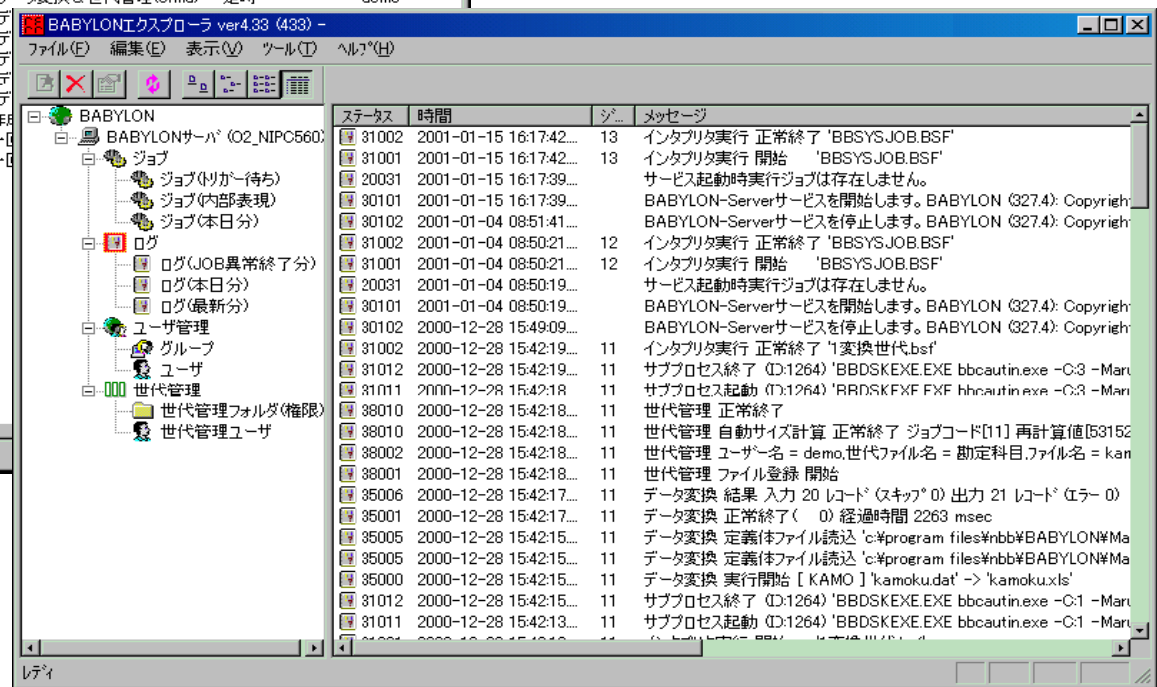 BABYLONエクスプローラ ver4.33 (433) -
ファイル(F) 編集(E) 表示(V) ツール(T) ヘルプ(H)
BABYLON
BABYLONサーバ (O2_NIPC560)
ジョブ
ジョブ(トリガー待ち)
ジョブ(内部表現)
ジョブ(本日分)
ログ
ログ(JOB異常終了分)
ログ(本日分)
ログ(最新分)
ユーザ管理
グループ
ユーザ
世代管理
世代管理フォルダ(権限)
世代管理ユーザ
ステータス 時間 ジ... メッセージ
31002 2001-01-15 16:17:42... 13 インタプリタ実行 正常終了 'BBSYSJOB.BSF'
31001 2001-01-15 16:17:42... 13 インタプリタ実行 開始 'BBSYSJOB.BSF'
20031 2001-01-15 16:17:39... サービス起動時実行ジョブは存在しません。
30101 2001-01-15 16:17:39... BABYLON-Serverサービスを開始します。BABYLON (327.4): Copyrigh
30102 2001-01-04 08:51:41... BABYLON-Serverサービスを停止します。BABYLON (327.4): Copyrigh
31002 2001-01-04 08:50:21... 12 インタプリタ実行 正常終了 'BBSYSJOB.BSF'
31001 2001-01-04 08:50:21... 12 インタプリタ実行 開始 'BBSYSJOB.BSF'
20031 2001-01-04 08:50:19... サービス起動時実行ジョブは存在しません。
30101 2001-01-04 08:50:19... BABYLON-Serverサービスを開始します。BABYLON (327.4): Copyrigh
30102 2000-12-28 15:49:09... BABYLON-Serverサービスを停止します。BABYLON (327.4): Copyrigh
31002 2000-12-28 15:42:19... 11 インタプリタ実行 正常終了 '1変換世代.bsf'
31012 2000-12-28 15:42:19... 11 サブプロセス終了 (ID:1264) 'BBDSKEXE.EXE bbcautin.exe -C:3 -Maru
31011 2000-12-28 15:42:18 11 サブプロセス起動 (ID:1264) 'BBDSKEXE.EXE bbcautin.exe -C:3 -Maru
38010 2000-12-28 15:42:18... 11 世代管理 正常終了
38010 2000-12-28 15:42:18... 11 世代管理 自動サイズ計算 正常終了 ジョブコード[11] 再計算値[53152
38002 2000-12-28 15:42:18... 11 世代管理 ユーザー名 = demo,世代ファイル名 = 勘定科目,ファイル名 = kam
38001 2000-12-28 15:42:18... 11 世代管理 ファイル登録 開始
35006 2000-12-28 15:42:17... 11 データ変換 結果 入力 20 レコード (スキップ 0) 出力 21 レコード (エラー 0)
35001 2000-12-28 15:42:17... 11 データ変換 正常終了( 0) 経過時間 2263 msec
35005 2000-12-28 15:42:15... 11 データ変換 定義体ファイル読込 'c:¥program files¥nbb¥BABYLON¥Ma
35005 2000-12-28 15:42:15... 11 データ変換 定義体ファイル読込 'c:¥program files¥nbb¥BABYLON¥Ma
35000 2000-12-28 15:42:15... 11 データ変換 実行開始 [ KAMO ] 'kamoku.dat' -> 'kamoku.xls'
31012 2000-12-28 15:42:15... 11 サブプロセス終了 (ID:1264) 'BBDSKEXE.EXE bbcautin.exe -C:1 -Maru
31011 2000-12-28 15:42:13... 11 サブプロセス起動 (ID:1264) 'BBDSKEXE.EXE bbcautin.exe -C:1 -Maru
レディ